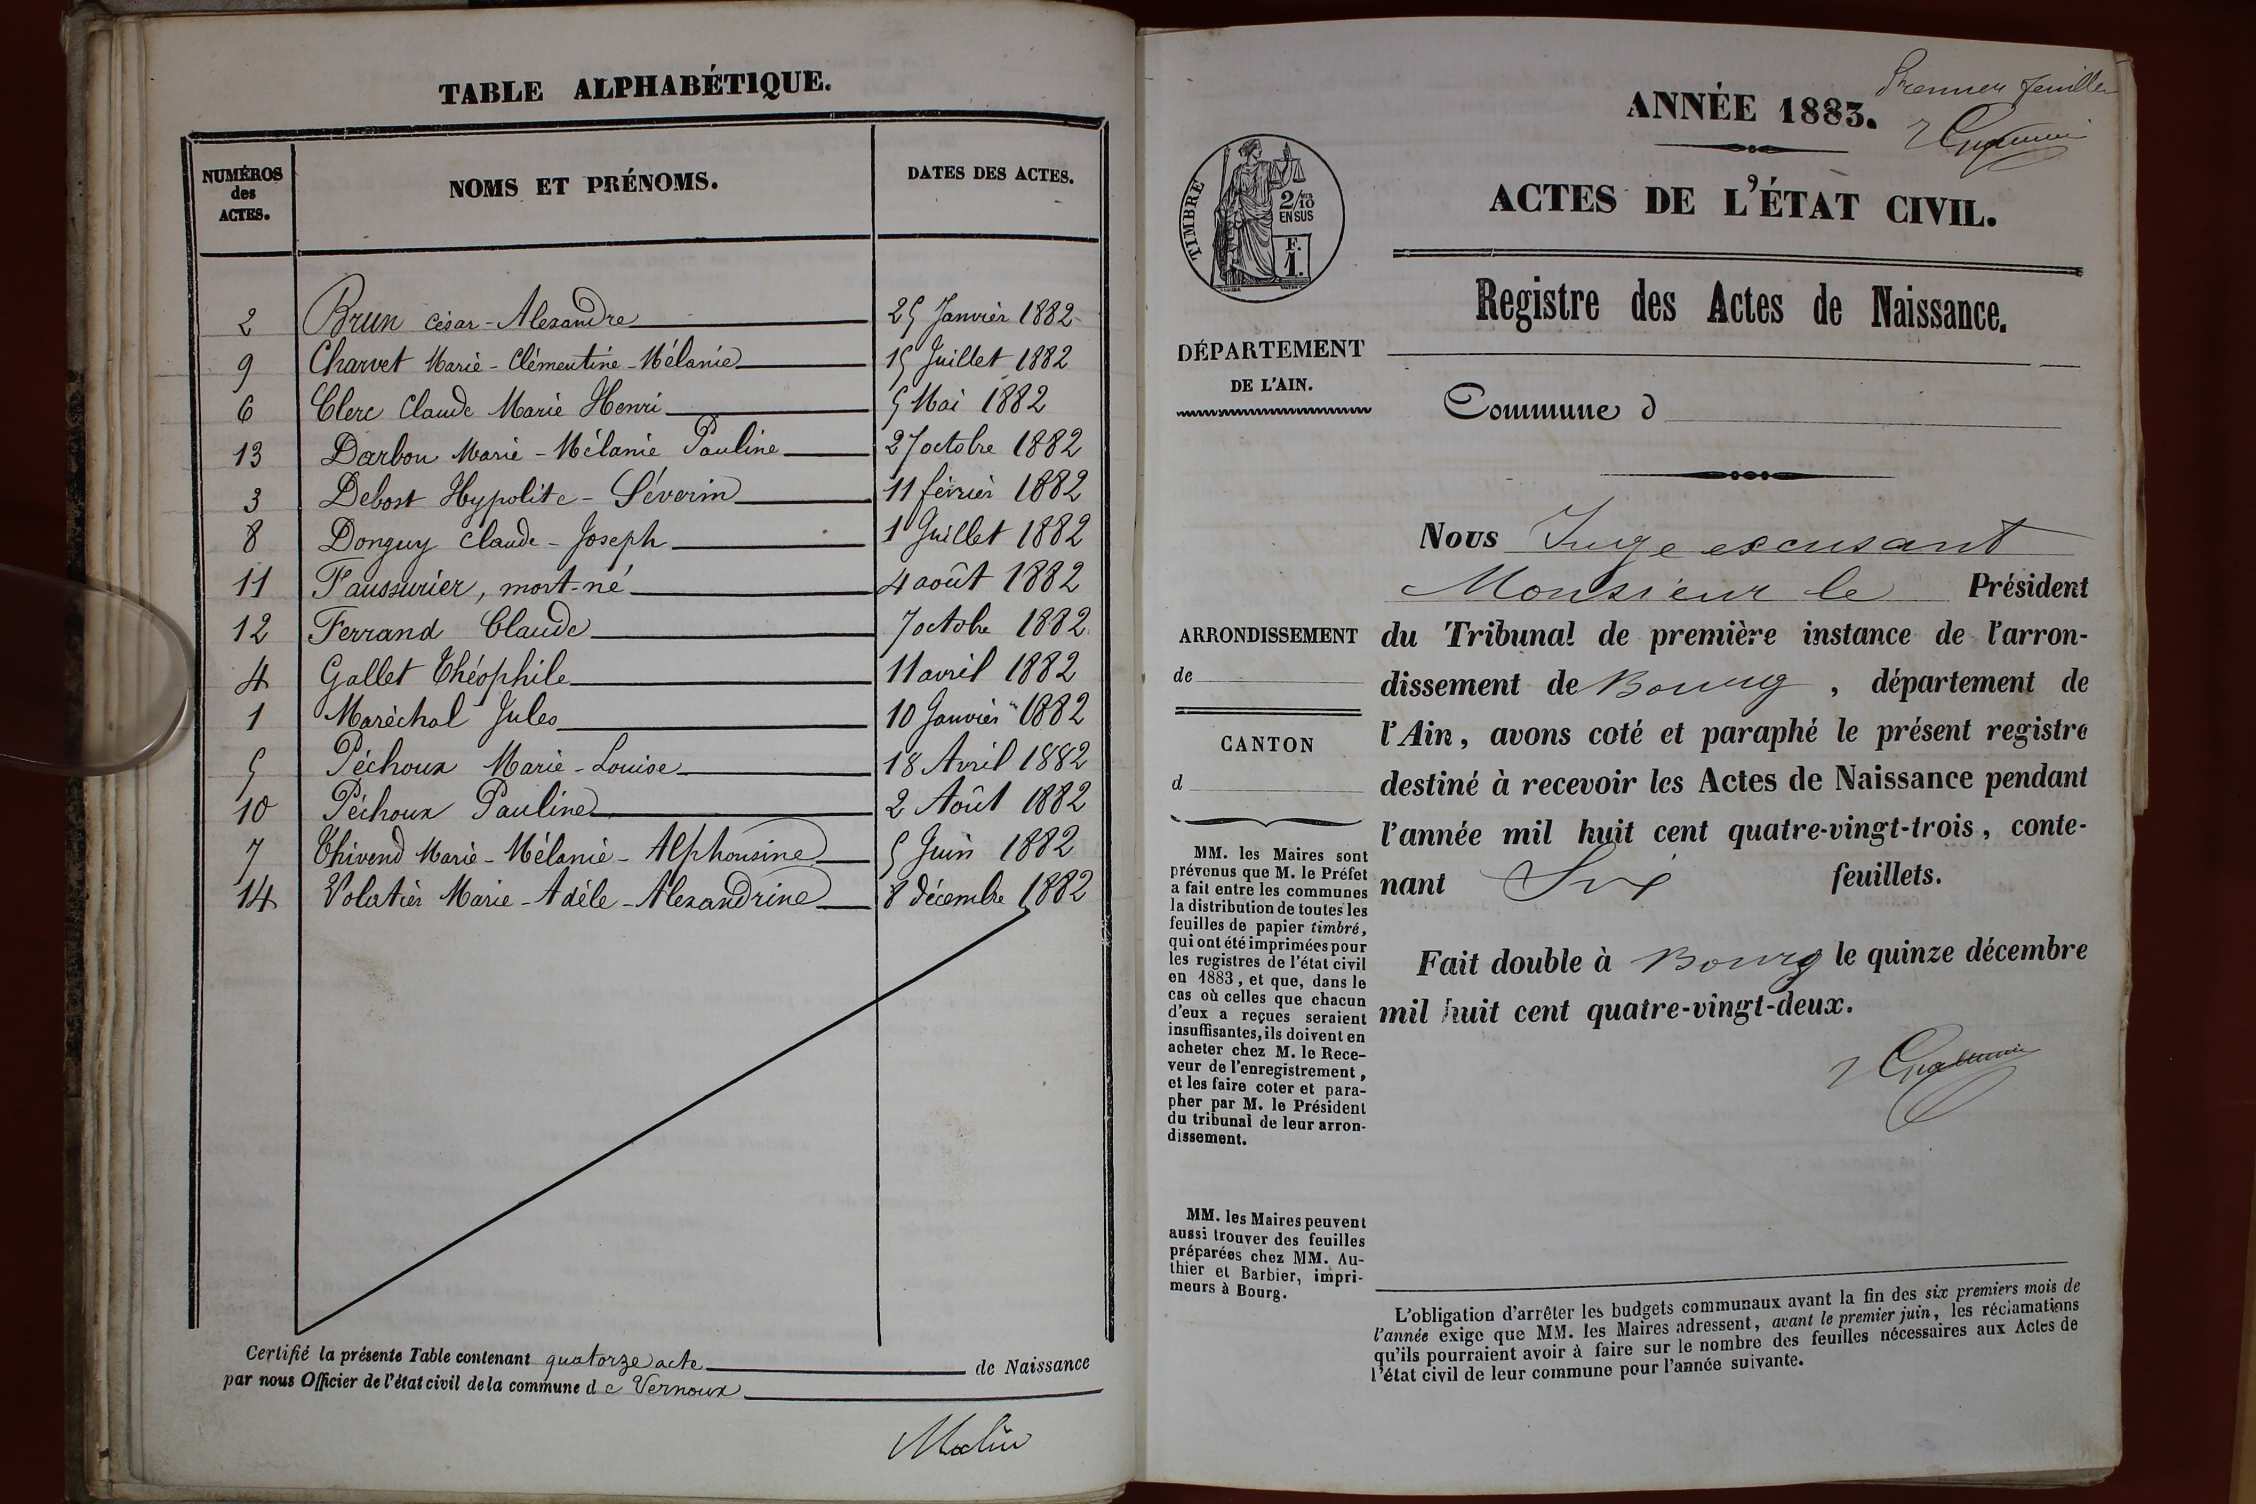 TABLE ALPHABÉTIQUE.
NUMÉROS des ACTES.
NOMS ET PRÉNOMS.
DATES DES ACTES.
2 Brun César-Alexandre 25 Janvier 1882
9 Charvet Marie-Clémentine-Mélanie 15 Juillet 1882
6 Clerc Claude Marie Henri 5 Mai 1882
13 Darbon Marie-Mélanie Pauline 27 octobre 1882
3 Debost Hypolite-Séverin 11 février 1882
8 Donguy Claude-Joseph 1 Juillet 1882
11 Faussurier, mort-né 4 août 1882
12 Ferrand Claude 7 octobre 1882
4 Gallet Théophile 11 avril 1882
1 Maréchal Jules 10 Janvier 1882
5 Péchoux Marie-Louise 18 Avril 1882
10 Péchoux Pauline 2 Août 1882
7 Thivend Marie-Mélanie-Alphonsine 5 Juin 1882
14 Volatier Marie-Adèle-Alexandrine 8 décembre 1882
Certifié la présente Table contenant quatorze acte de Naissance
par nous Officier de l'état civil de la commune de Vernoux
Premier feuillet
ANNÉE 1883.
ACTES DE L'ÉTAT CIVIL.
TIMBRE
2/10 EN SUS
F. 1.
Registre des Actes de Naissance.
DÉPARTEMENT
DE L'AIN.
Commune d
Nous Juge excusant
Monsieur le Président
ARRONDISSEMENT
de
CANTON
d
du Tribunal de première instance de l'arron-
dissement de Bourg, département de
l'Ain, avons coté et paraphé le présent registre
destiné à recevoir les Actes de Naissance pendant
l'année mil huit cent quatre-vingt-trois, conte-
nant Six feuillets.
Fait double à Bourg le quinze décembre
mil huit cent quatre-vingt-deux.
MM. les Maires sont
prévenus que M. le Préfet
a fait entre les communes
la distribution de toutes les
feuilles de papier timbré,
qui ont été imprimées pour
les registres de l'état civil
en 1883, et que, dans le
cas où celles que chacun
d'eux a reçues seraient
insuffisantes, ils doivent en
acheter chez M. le Rece-
veur de l'enregistrement,
et les faire coter et para-
pher par M. le Président
du tribunal de leur arron-
dissement.
MM. les Maires peuvent
aussi trouver des feuilles
préparées chez MM. Au-
thier et Barbier, impri-
meurs à Bourg.
L'obligation d'arrêter les budgets communaux avant la fin des six premiers mois de
l'année exige que MM. les Maires adressent, avant le premier juin, les réclamations
qu'ils pourraient avoir à faire sur le nombre des feuilles nécessaires aux Actes de
l'état civil de leur commune pour l'année suivante.